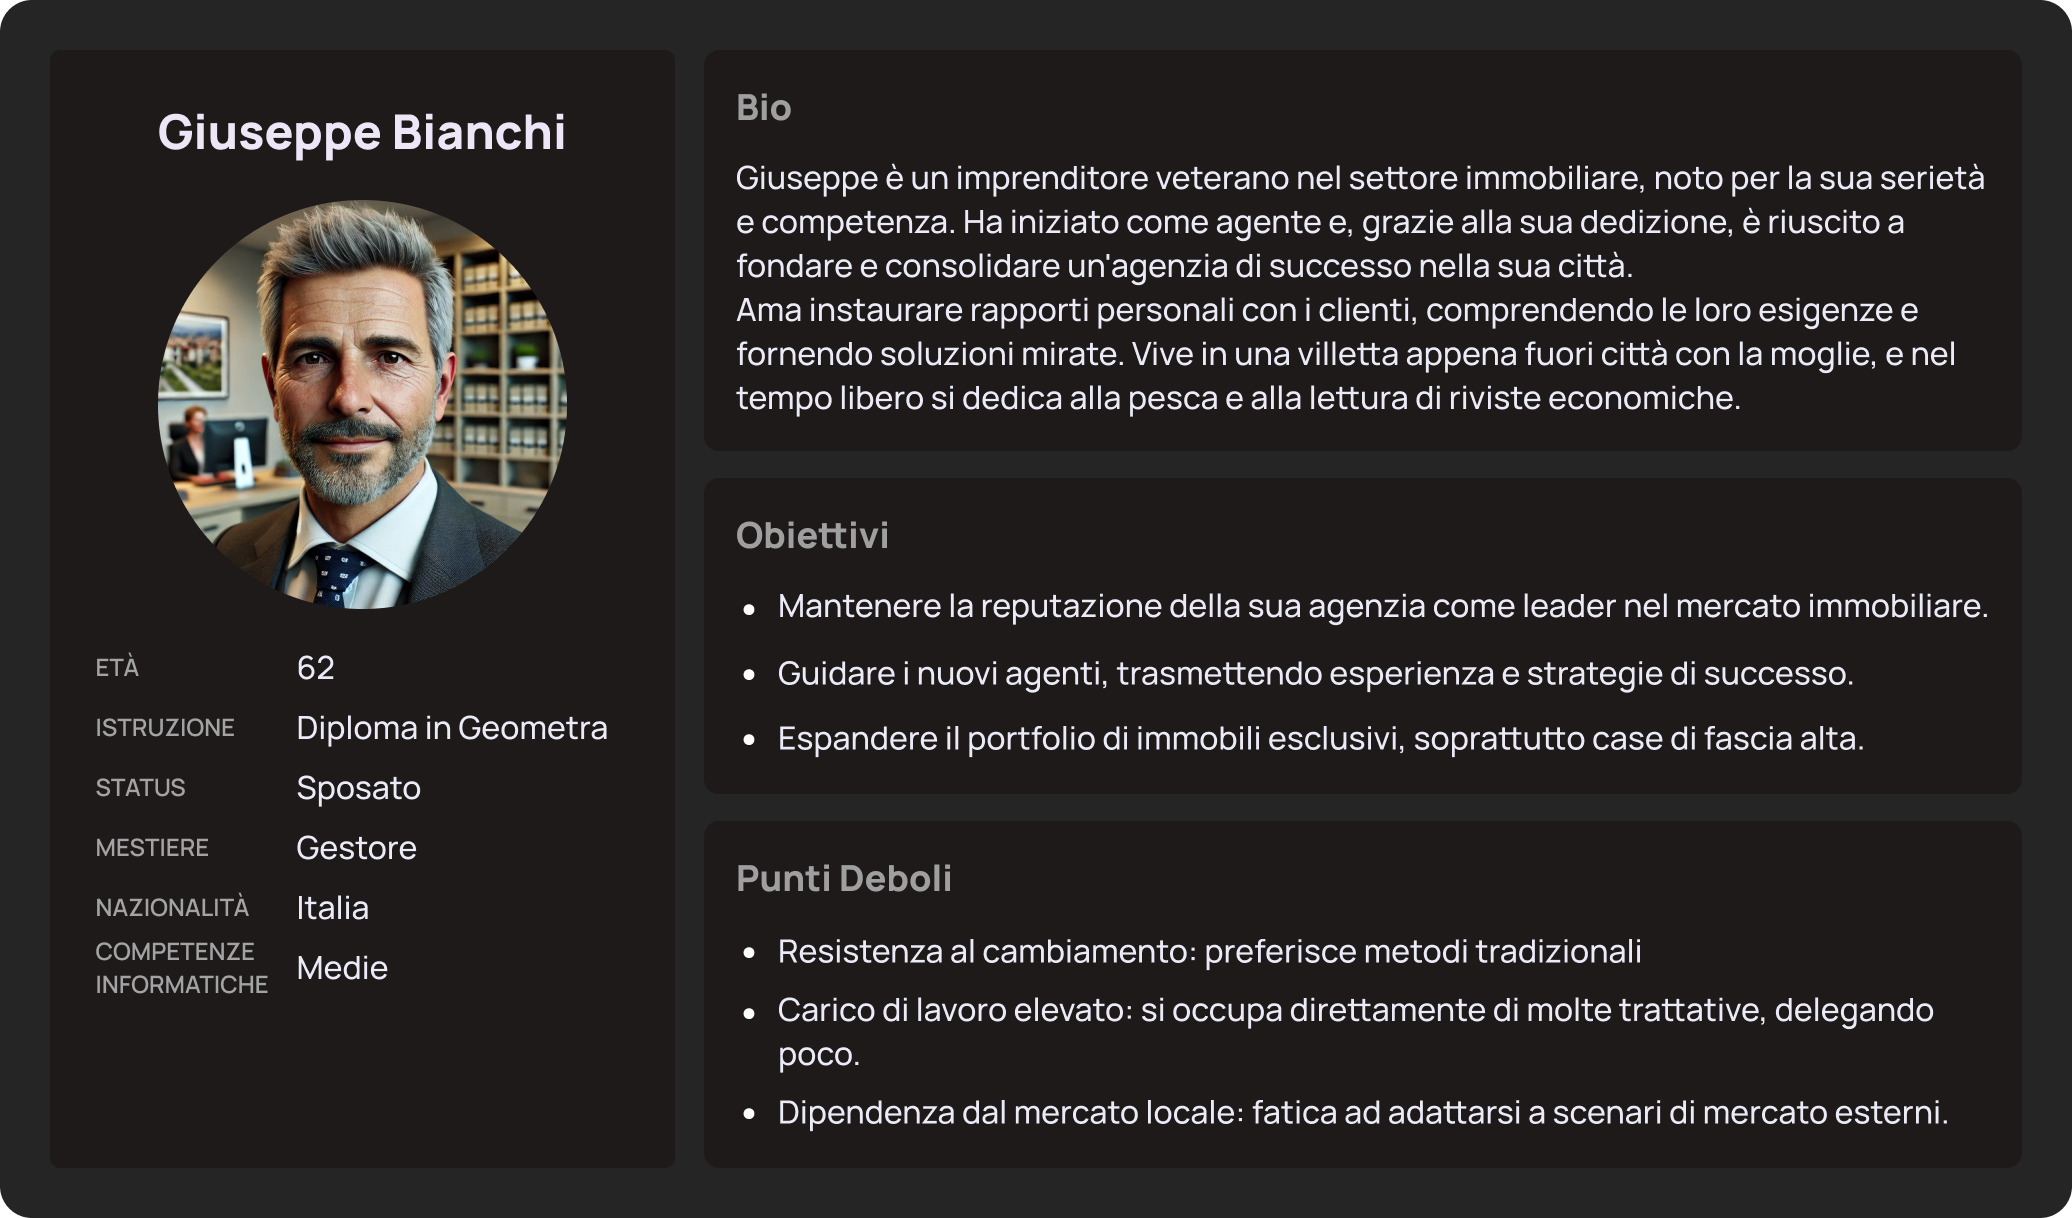 Giuseppe Bianchi
ETÀ 62
ISTRUZIONE Diploma in Geometra
STATUS Sposato
MESTIERE Gestore
NAZIONALITÀ Italia
COMPETENZE
INFORMATICHE Medie
Bio
Giuseppe è un imprenditore veterano nel settore immobiliare, noto per la sua serietà
e competenza. Ha iniziato come agente e, grazie alla sua dedizione, è riuscito a
fondare e consolidare un'agenzia di successo nella sua città.
Ama instaurare rapporti personali con i clienti, comprendendo le loro esigenze e
fornendo soluzioni mirate. Vive in una villetta appena fuori città con la moglie, e nel
tempo libero si dedica alla pesca e alla lettura di riviste economiche.
Obiettivi
• Mantenere la reputazione della sua agenzia come leader nel mercato immobiliare.
• Guidare i nuovi agenti, trasmettendo esperienza e strategie di successo.
• Espandere il portfolio di immobili esclusivi, soprattutto case di fascia alta.
Punti Deboli
• Resistenza al cambiamento: preferisce metodi tradizionali
• Carico di lavoro elevato: si occupa direttamente di molte trattative, delegando
poco.
• Dipendenza dal mercato locale: fatica ad adattarsi a scenari di mercato esterni.